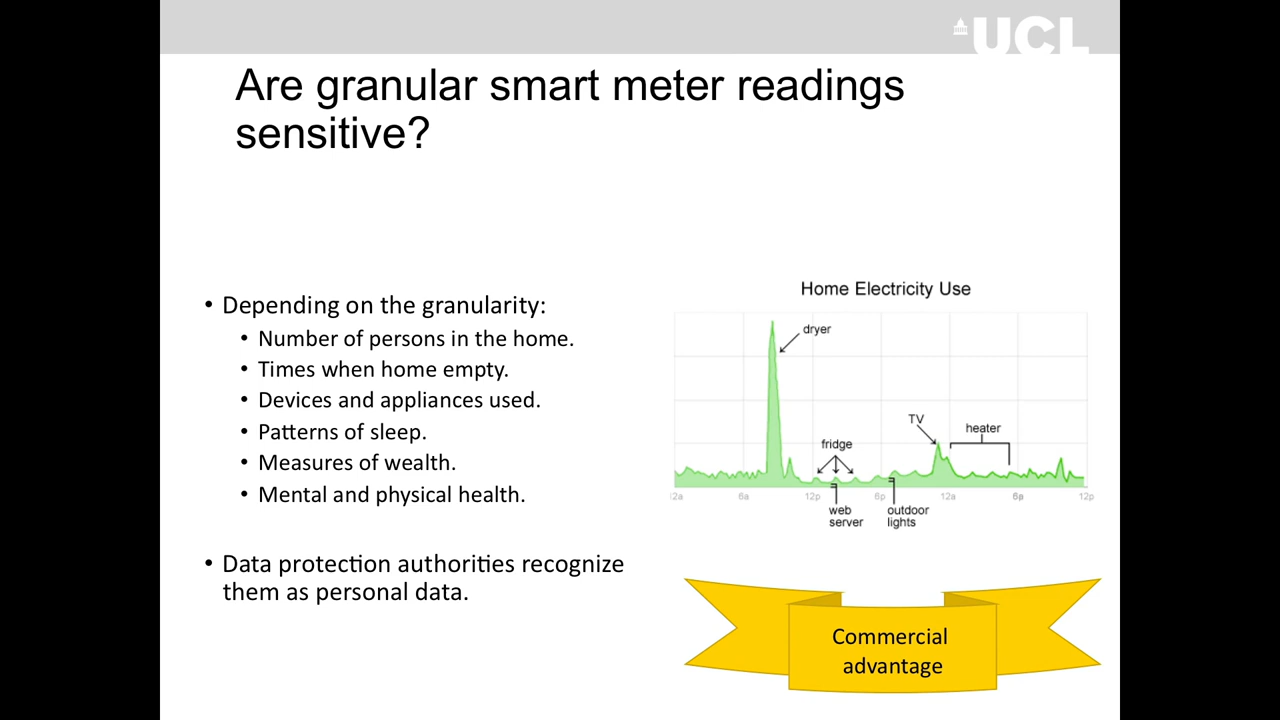 UCL
Are granular smart meter readings
sensitive?
• Depending on the granularity:
• Number of persons in the home.
• Times when home empty.
• Devices and appliances used.
• Patterns of sleep.
• Measures of wealth.
• Mental and physical health.
• Data protection authorities recognize
them as personal data.
Home Electricity Use
dryer
TV
heater
fridge
2a 6a 12p 6p 12a 6p 12p
web
server
outdoor
lights
Commercial
advantage